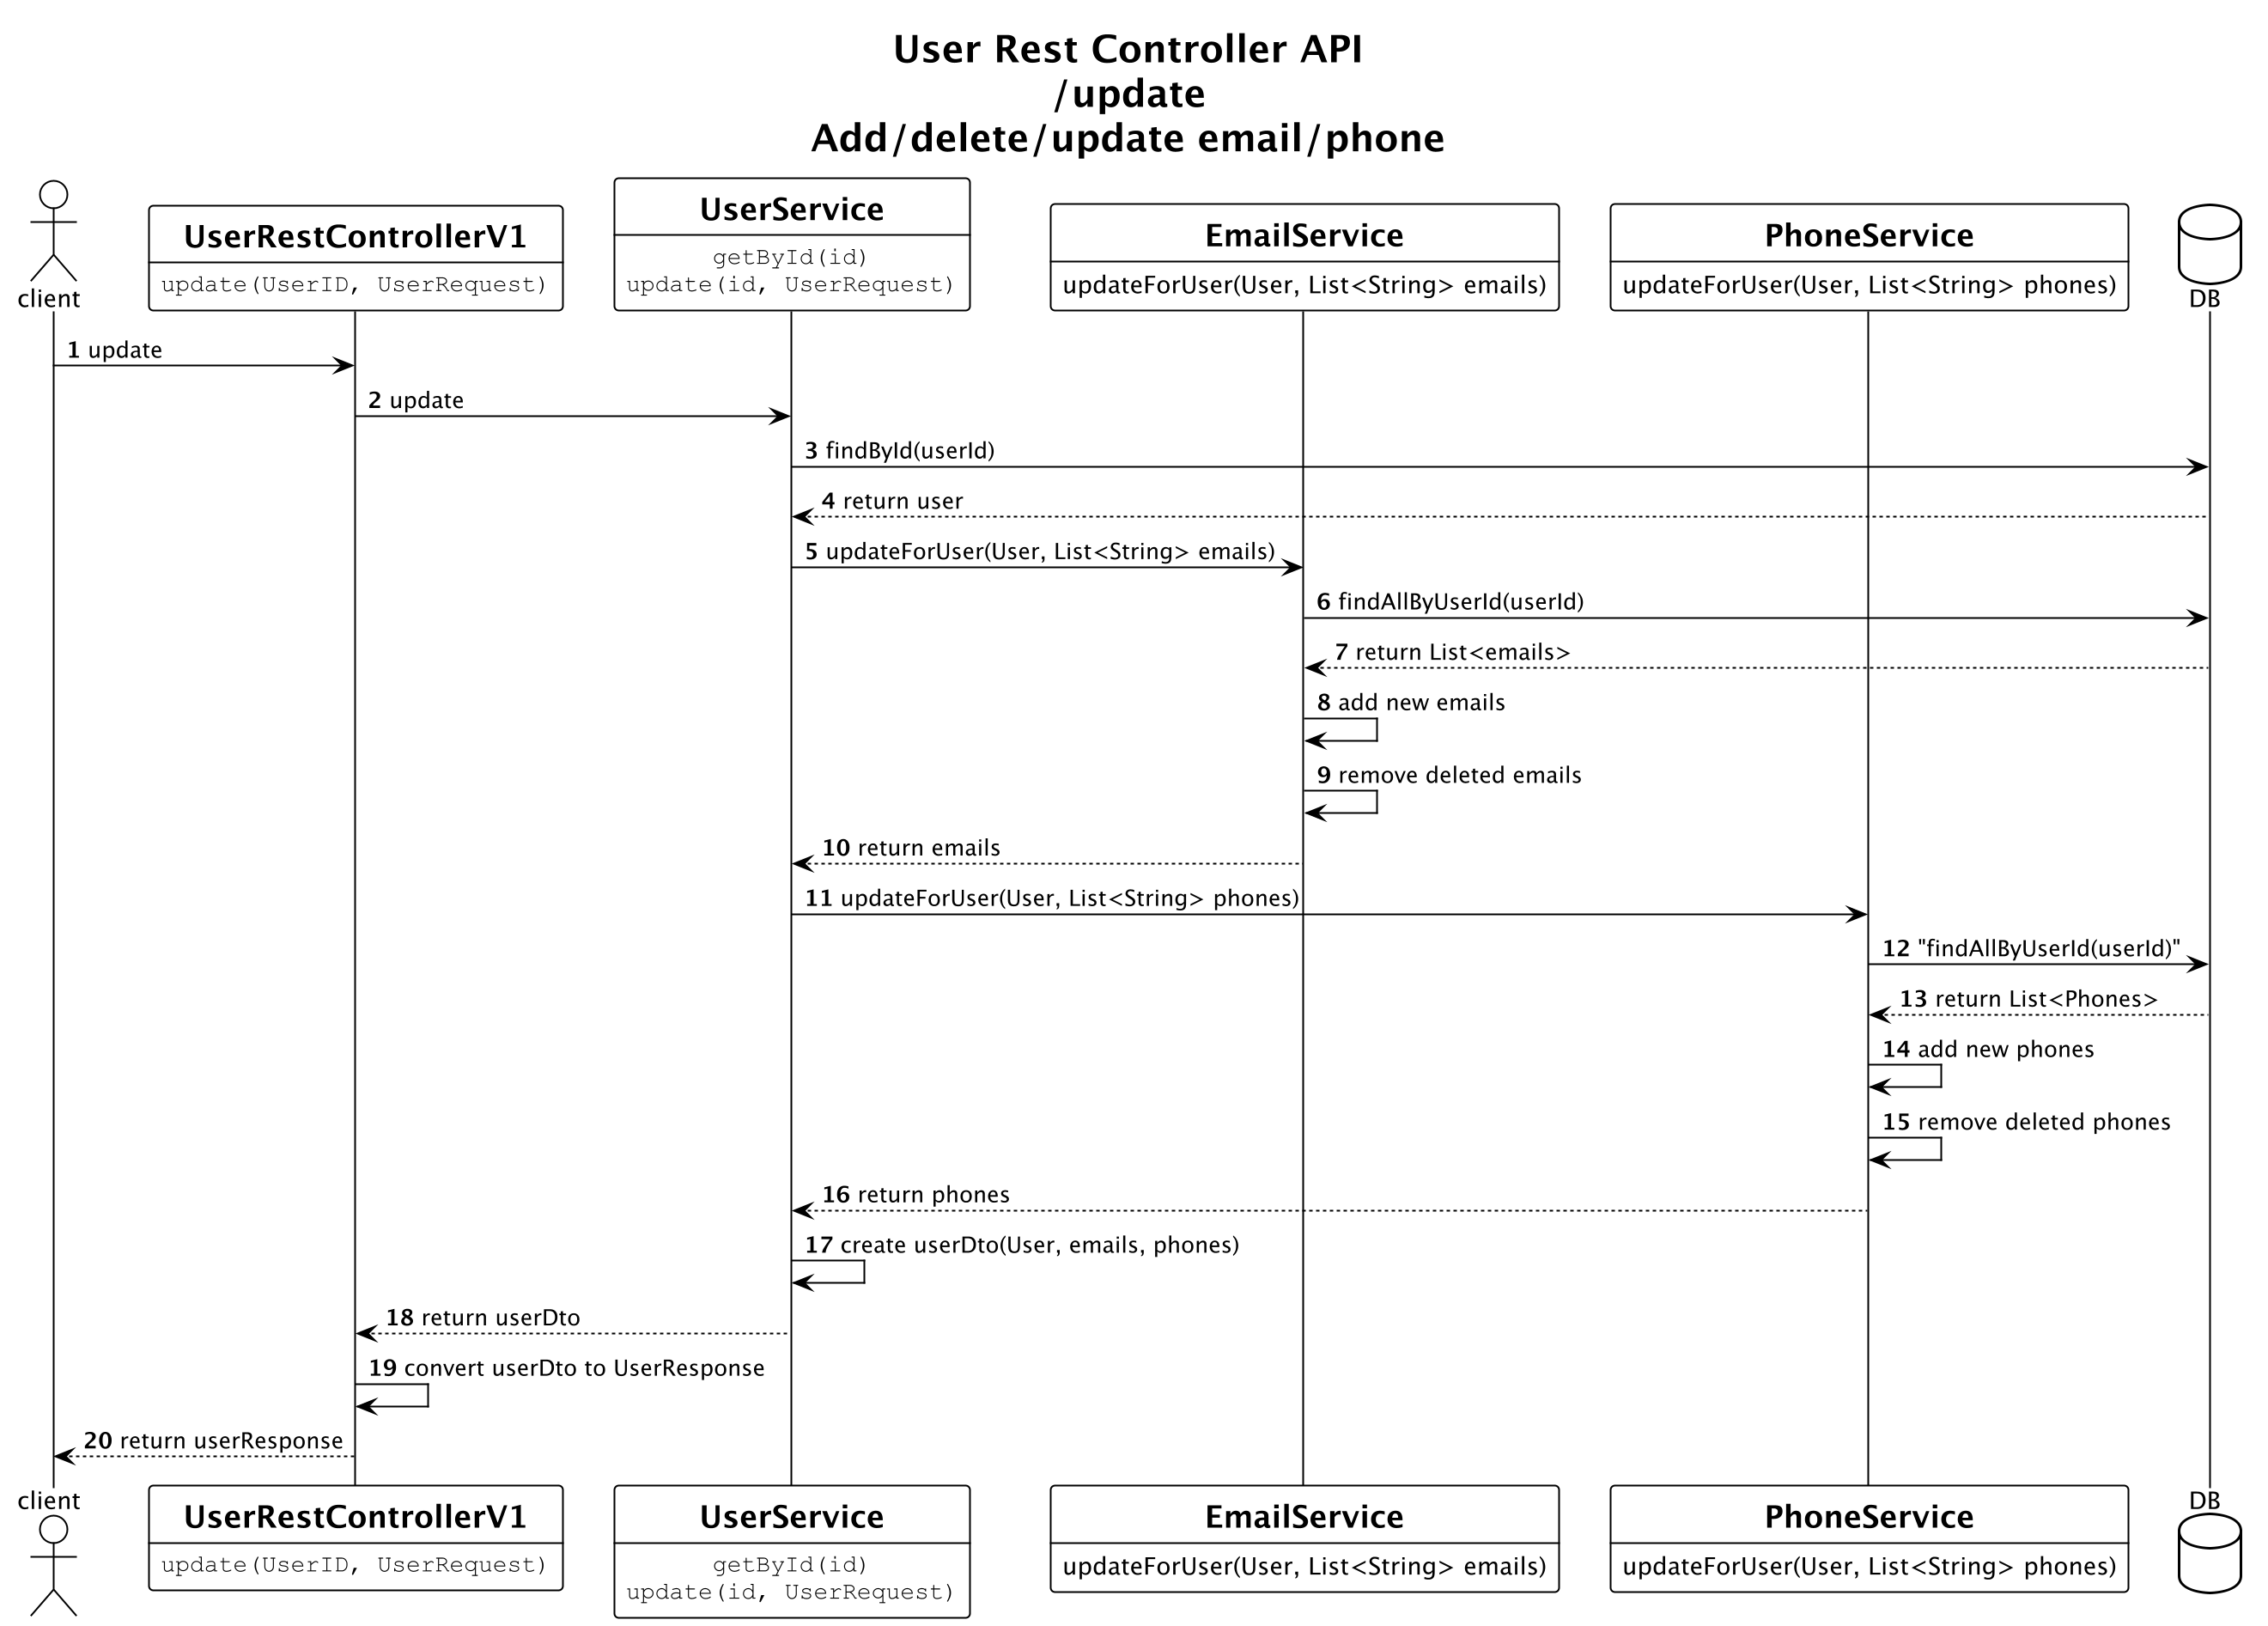 User Rest Controller API
/update
Add/delete/update email/phone
client
UserRestControllerV1
update(UserID, UserRequest)
UserService
getById(id)
update(id, UserRequest)
EmailService
updateForUser(User, List<String> emails)
PhoneService
updateForUser(User, List<String> phones)
DB
1 update
2 update
3 findById(userId)
4 return user
5 updateForUser(User, List<String> emails)
6 findAllByUserId(userId)
7 return List<emails>
8 add new emails
9 remove deleted emails
10 return emails
11 updateForUser(User, List<String> phones)
12 "findAllByUserId(userId)"
13 return List<Phones>
14 add new phones
15 remove deleted phones
16 return phones
17 create userDto(User, emails, phones)
18 return userDto
19 convert userDto to UserResponse
20 return userResponse
client
UserRestControllerV1
update(UserID, UserRequest)
UserService
getById(id)
update(id, UserRequest)
EmailService
updateForUser(User, List<String> emails)
PhoneService
updateForUser(User, List<String> phones)
DB